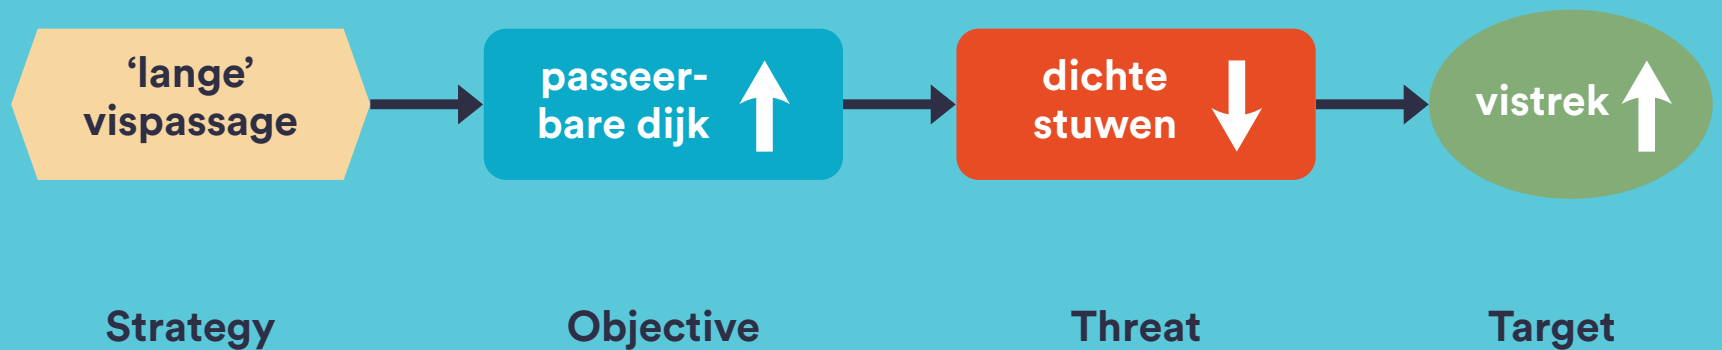 ‘lange’
vispassage
passeer-
bare dijk
dichte
stuwen
vistrek
Strategy
Objective
Threat
Target